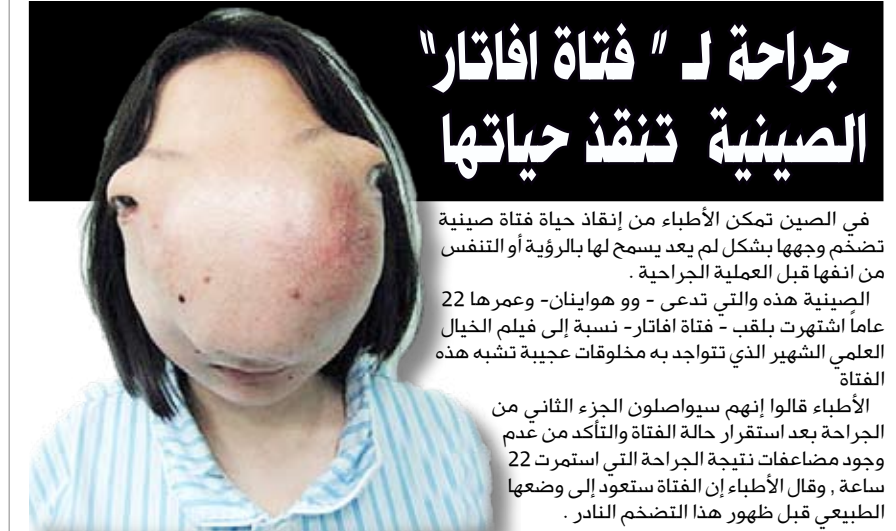 جراحة لـ " فتاة افاتار"
الصينية تنقذ حياتها
في الصين تمكن الأطباء من إنقاذ حياة فتاة صينية
تضخم وجهها بشكل لم يعد يسمح لها بالرؤية أو التنفس
من انفها قبل العملية الجراحية .
الصينية هذه والتي تدعى - وو هواينان- وعمرها 22
عاماً اشتهرت بلقب - فتاة افاتار- نسبة إلى فيلم الخيال
العلمي الشهير الذي تتواجد به مخلوقات عجيبة تشبه هذه
الفتاة
الأطباء قالوا إنهم سيواصلون الجزء الثاني من
الجراحة بعد استقرار حالة الفتاة والتأكد من عدم
وجود مضاعفات نتيجة الجراحة التي استمرت 22
ساعة , وقال الأطباء إن الفتاة ستعود إلى وضعها
الطبيعي قبل ظهور هذا التضخم النادر .